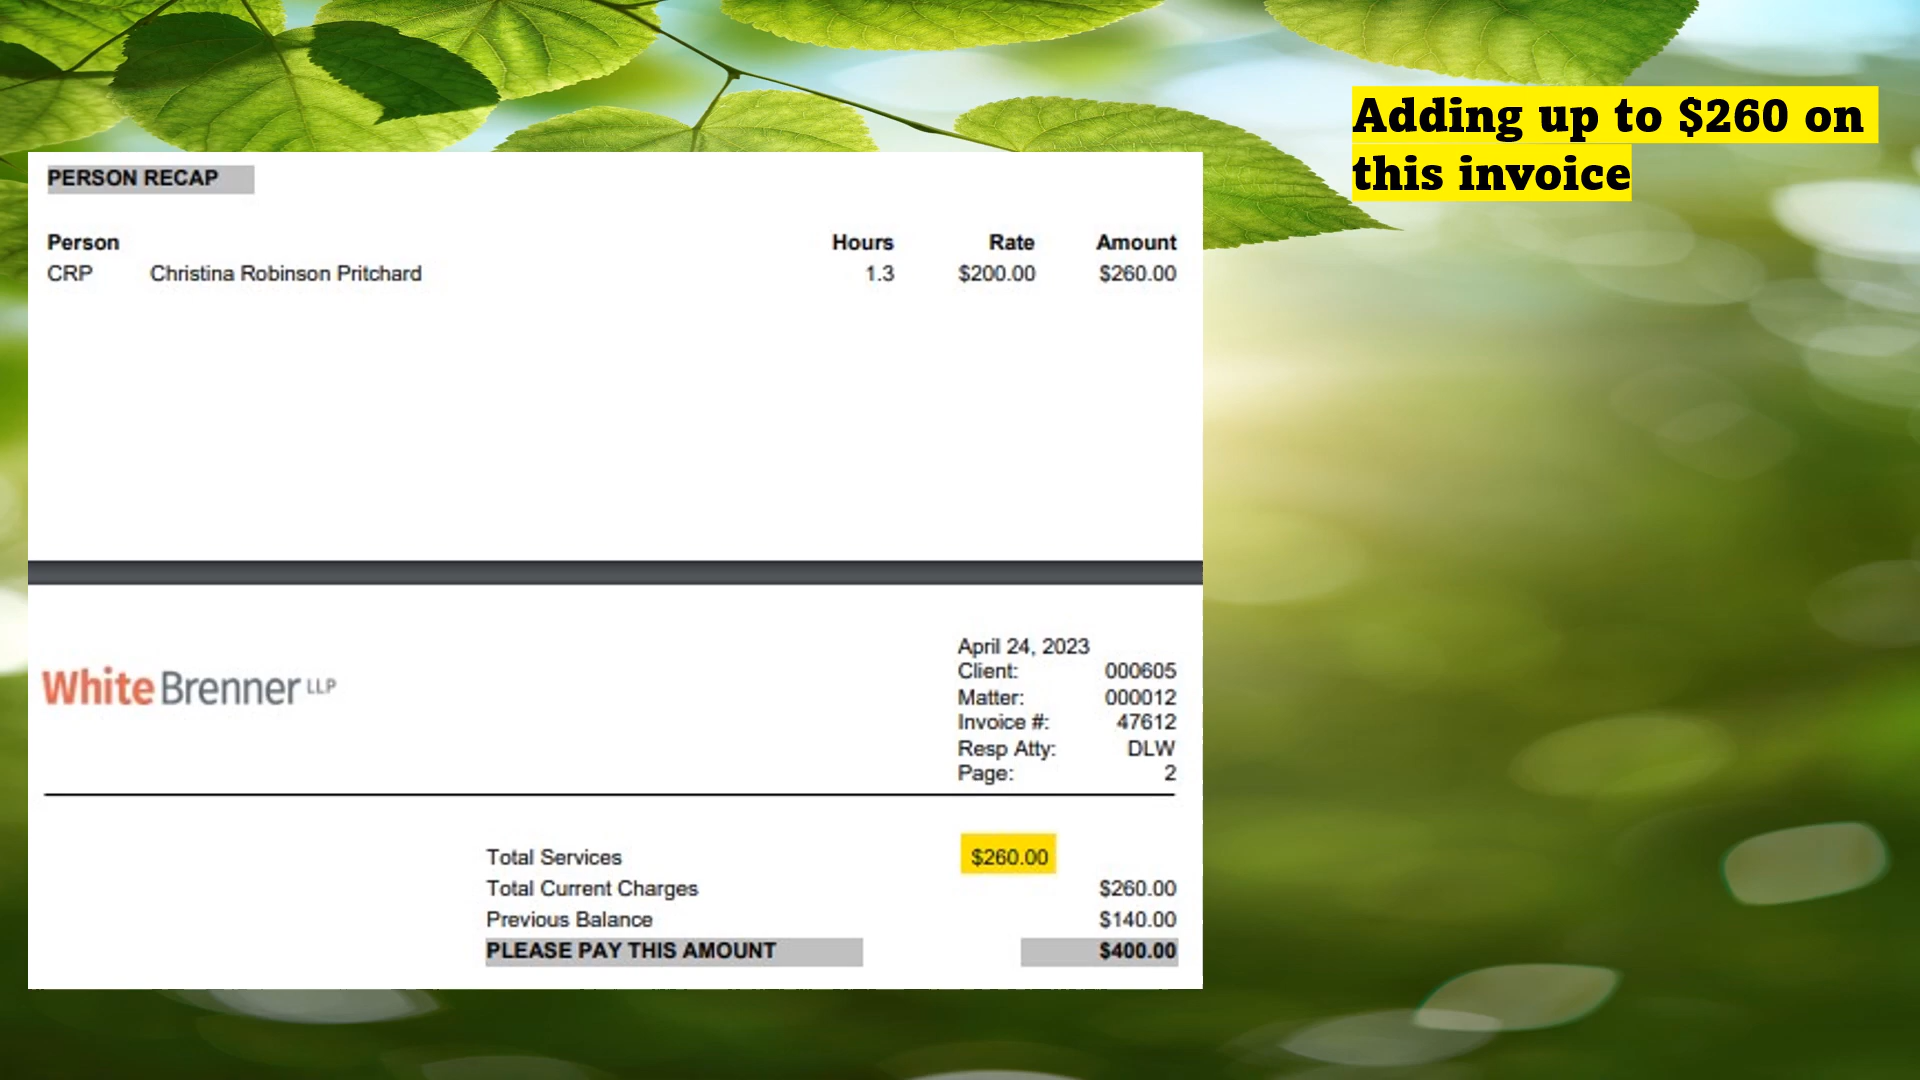 Adding up to $260 on
this invoice
PERSON RECAP
Person Hours Rate Amount
CRP Christina Robinson Pritchard 1.3 $200.00 $260.00
White Brenner LLP
April 24, 2023
Client: 000605
Matter: 000012
Invoice #: 47612
Resp Atty: DLW
Page: 2
Total Services $260.00
Total Current Charges $260.00
Previous Balance $140.00
PLEASE PAY THIS AMOUNT $400.00